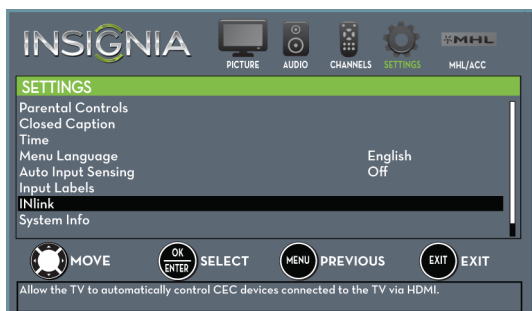 INSIGNIA
PICTURE AUDIO CHANNELS SETTINGS MHL MHL/ACC
SETTINGS
Parental Controls
Closed Caption
Time
Menu Language English
Auto Input Sensing Off
Input Labels
INlink
System Info
MOVE OK ENTER SELECT MENU PREVIOUS EXIT EXIT
Allow the TV to automatically control CEC devices connected to the TV via HDMI.